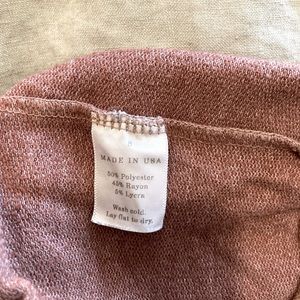 MADE IN USA
50% Polyester
45% Rayon
5% Lycra
Wash cold.
Lay flat to dry.